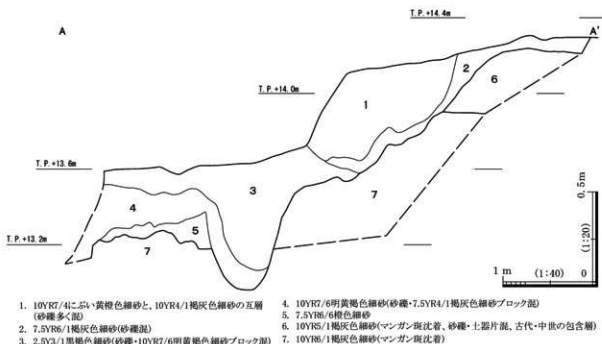 T.P.+14.4m
A
A'
2
6
T.P.+14.0m
1
T.P.+13.6m
3
7
4
5
T.P.+13.2m
7
0.5m
(1:20)
1 m (1:40) 0
1. 10YR7/4にぶい黄橙色細砂と、10YR4/1褐灰色細砂の互層
(砂礫多く混)
2. 7.5YR6/1褐灰色細砂(砂礫混)
3. 2.5Y3/1黒褐色細砂(砂礫・10YR7/6明黄褐色細砂ブロック混)
4. 10YR7/6明黄褐色細砂(砂礫・7.5YR4/1褐灰色細砂ブロック混)
5. 7.5YR6/6橙色細砂
6. 10YR5/1褐灰色細砂(マンガン斑沈着、砂礫・土器片混、古代・中世の包含層)
7. 10YR6/1褐灰色細砂(マンガン斑沈着)